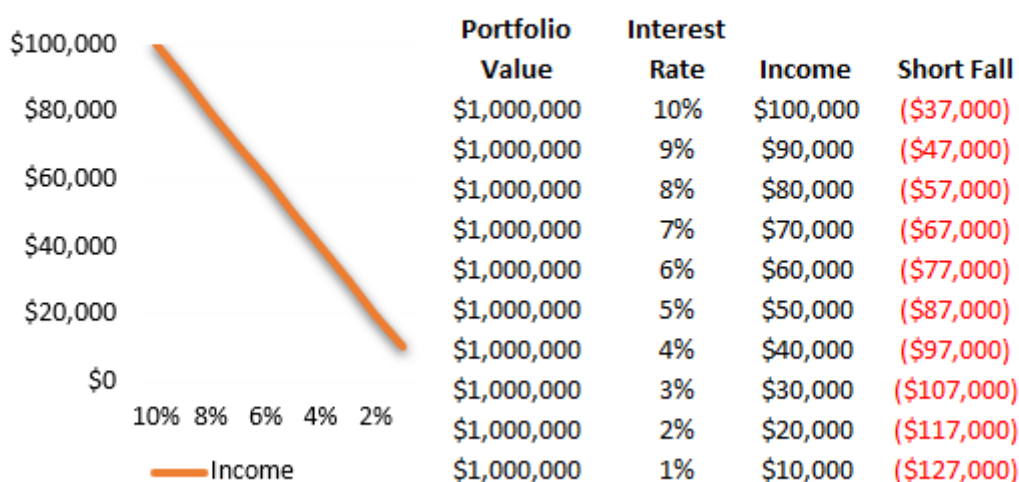 $100,000
$80,000
$60,000
$40,000
$20,000
$0
10% 8% 6% 4% 2%
Income
Portfolio Interest
Value Rate Income Short Fall
$1,000,000 10% $100,000 ($37,000)
$1,000,000 9% $90,000 ($47,000)
$1,000,000 8% $80,000 ($57,000)
$1,000,000 7% $70,000 ($67,000)
$1,000,000 6% $60,000 ($77,000)
$1,000,000 5% $50,000 ($87,000)
$1,000,000 4% $40,000 ($97,000)
$1,000,000 3% $30,000 ($107,000)
$1,000,000 2% $20,000 ($117,000)
$1,000,000 1% $10,000 ($127,000)